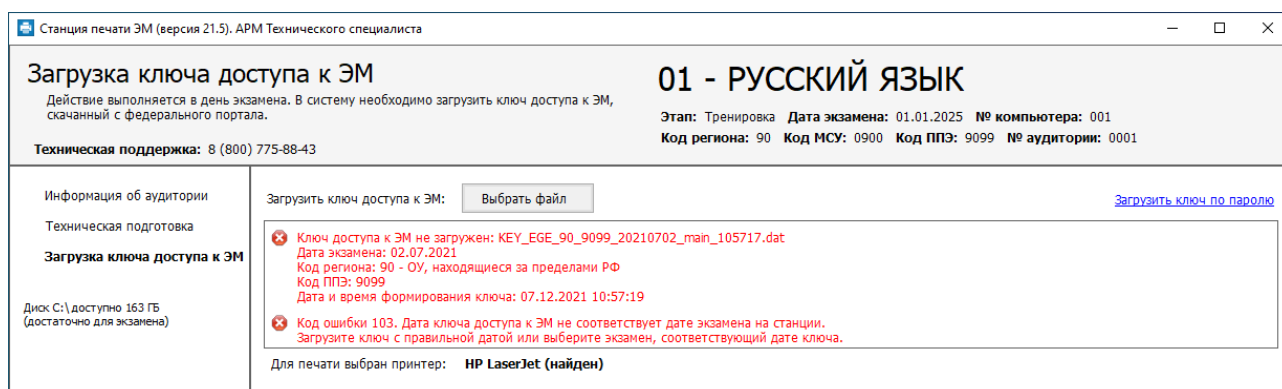 Станция печати ЭМ (версия 21.5). АРМ Технического специалиста
Загрузка ключа доступа к ЭМ
Действие выполняется в день экзамена. В систему необходимо загрузить ключ доступа к ЭМ,
скачанный с федерального портала.
Техническая поддержка: 8 (800) 775-88-43
01 - РУССКИЙ ЯЗЫК
Этап: Тренировка Дата экзамена: 01.01.2025 № компьютера: 001
Код региона: 90 Код МСУ: 0900 Код ППЭ: 9099 № аудитории: 0001
Информация об аудитории
Техническая подготовка
Загрузка ключа доступа к ЭМ
Диск C:\ доступно 163 ГБ
(достаточно для экзамена)
Загрузить ключ доступа к ЭМ: Выбрать файл Загрузить ключ по паролю
Ключ доступа к ЭМ не загружен: KEY_EGE_90_9099_20210702_main_105717.dat
Дата экзамена: 02.07.2021
Код региона: 90 - ОУ, находящиеся за пределами РФ
Код ППЭ: 9099
Дата и время формирования ключа: 07.12.2021 10:57:19
Код ошибки 103. Дата ключа доступа к ЭМ не соответствует дате экзамена на станции.
Загрузите ключ с правильной датой или выберите экзамен, соответствующий дате ключа.
Для печати выбран принтер: HP LaserJet (найден)